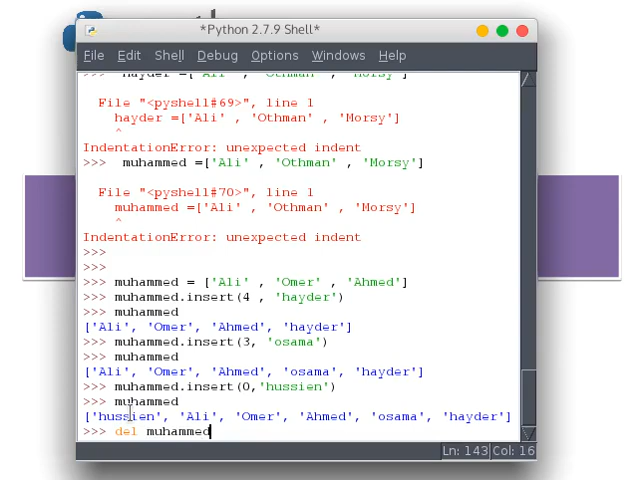 *Python 2.7.9 Shell*
File Edit Shell Debug Options Windows Help
>>> hayder =['Ali' , 'Othman' , 'Morsy']
File "<pyshell#69>", line 1
hayder =['Ali' , 'Othman' , 'Morsy']
^
IndentationError: unexpected indent
>>> muhammed =['Ali' , 'Othman' , 'Morsy']
File "<pyshell#70>", line 1
muhammed =['Ali' , 'Othman' , 'Morsy']
^
IndentationError: unexpected indent
>>>
>>>
>>> muhammed = ['Ali' , 'Omer' , 'Ahmed']
>>> muhammed.insert(4 , 'hayder')
>>> muhammed
['Ali', 'Omer', 'Ahmed', 'hayder']
>>> muhammed.insert(3, 'osama')
>>> muhammed
['Ali', 'Omer', 'Ahmed', 'osama', 'hayder']
>>> muhammed.insert(0,'hussien')
>>> muhammed
['hussien', 'Ali', 'Omer', 'Ahmed', 'osama', 'hayder']
>>> del muhammed
Ln: 143 Col: 16